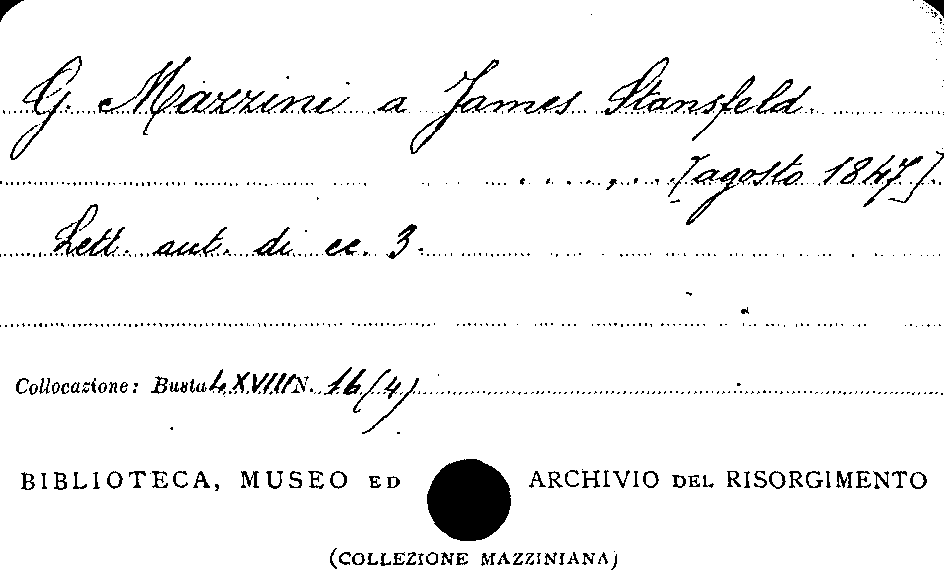 G. Mazzini a James Stansfeld.
. . . . , . . . [agosto 1847].
Lett. aut. di cc. 3.
Collocazione: Busta LXVIII N. 16(4)
BIBLIOTECA, MUSEO ED ARCHIVIO DEL RISORGIMENTO
(COLLEZIONE MAZZINIANA)